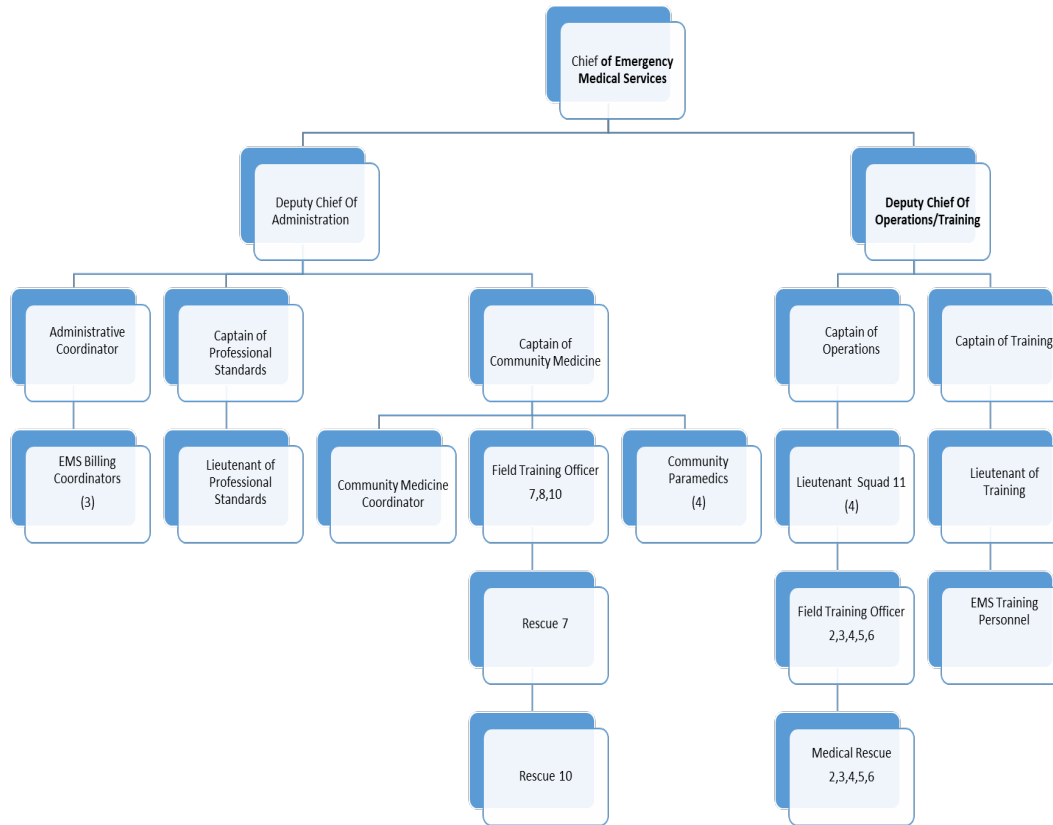 Chief of Emergency
Medical Services
Deputy Chief Of
Administration
Deputy Chief Of
Operations/Training
Administrative
Coordinator
Captain of
Professional
Standards
Captain of
Community Medicine
Captain of
Operations
Captain of Training
EMS Billing
Coordinators
(3)
Lieutenant of
Professional
Standards
Community Medicine
Coordinator
Field Training Officer
7,8,10
Community
Paramedics
(4)
Lieutenant Squad 11
(4)
Lieutenant of
Training
Rescue 7
Field Training Officer
2,3,4,5,6
EMS Training
Personnel
Rescue 10
Medical Rescue
2,3,4,5,6